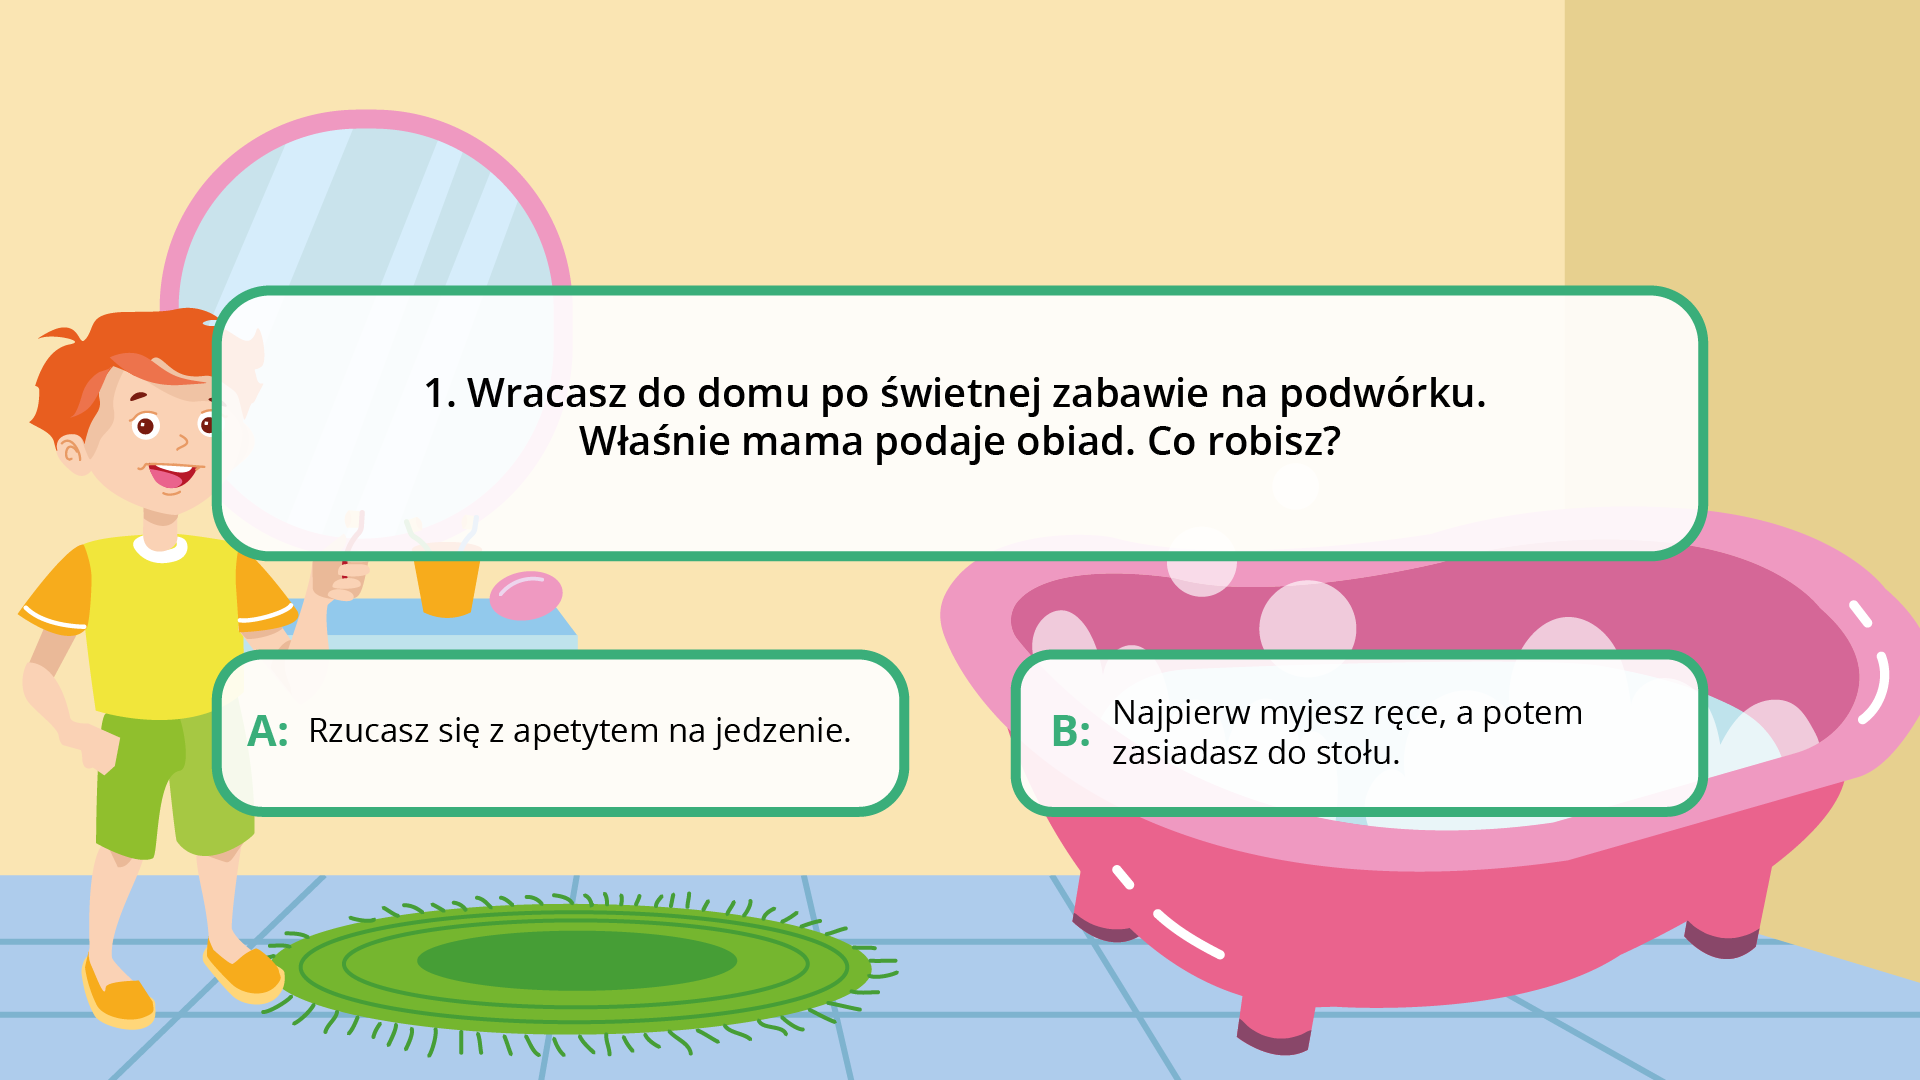 1. Wracasz do domu po świetnej zabawie na podwórku.
Właśnie mama podaje obiad. Co robisz?
A: Rzucasz się z apetytem na jedzenie.
B: Najpierw myjesz ręce, a potem
zasiadasz do stołu.